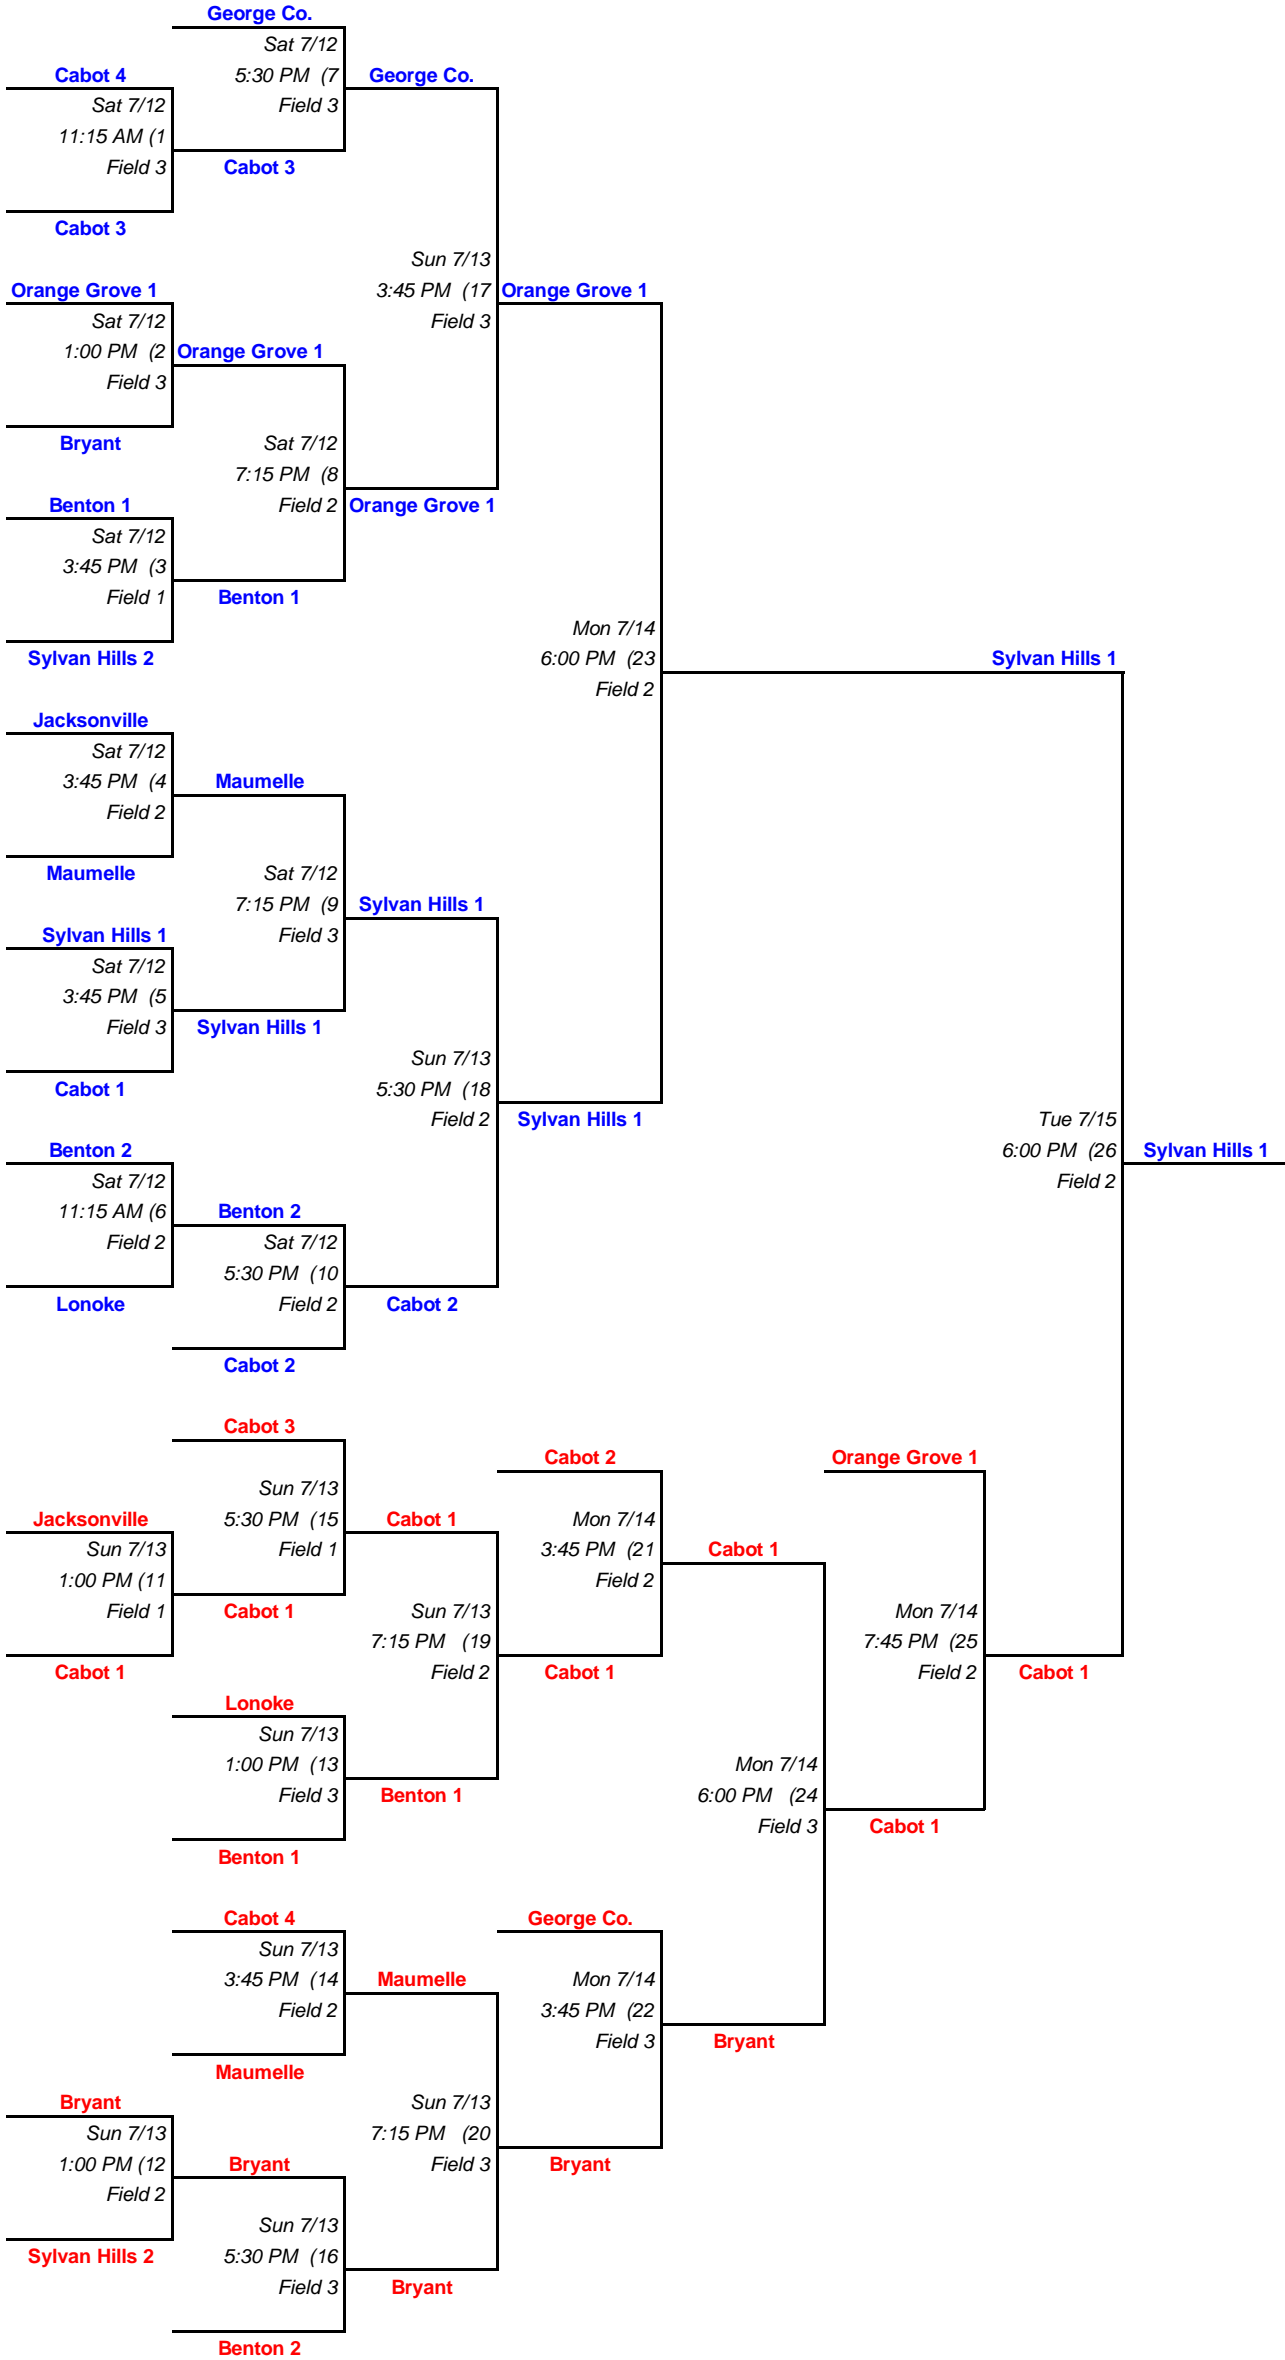 George Co.
Sat 7/12
Cabot 4
5:30 PM (7
George Co.
Sat 7/12
Field 3
11:15 AM (1
Field 3
Cabot 3
Cabot 3
Sun 7/13
Orange Grove 1
3:45 PM (17
Orange Grove 1
Sat 7/12
Field 3
1:00 PM (2
Orange Grove 1
Field 3
Bryant
Sat 7/12
7:15 PM (8
Benton 1
Field 2
Orange Grove 1
Sat 7/12
3:45 PM (3
Field 1
Benton 1
Mon 7/14
Sylvan Hills 2
6:00 PM (23
Sylvan Hills 1
Field 2
Jacksonville
Sat 7/12
3:45 PM (4
Maumelle
Field 2
Maumelle
Sat 7/12
7:15 PM (9
Sylvan Hills 1
Sylvan Hills 1
Field 3
Sat 7/12
3:45 PM (5
Field 3
Sylvan Hills 1
Sun 7/13
Cabot 1
5:30 PM (18
Field 2
Sylvan Hills 1
Tue 7/15
Benton 2
6:00 PM (26
Sylvan Hills 1
Sat 7/12
Field 2
11:15 AM (6
Benton 2
Field 2
Sat 7/12
5:30 PM (10
Lonoke
Field 2
Cabot 2
Cabot 2
Cabot 3
Cabot 2
Orange Grove 1
Sun 7/13
Jacksonville
5:30 PM (15
Cabot 1
Mon 7/14
Sun 7/13
Field 1
3:45 PM (21
Cabot 1
1:00 PM (11
Field 2
Field 1
Cabot 1
Sun 7/13
Mon 7/14
7:15 PM (19
7:45 PM (25
Cabot 1
Field 2
Cabot 1
Field 2
Cabot 1
Lonoke
Sun 7/13
1:00 PM (13
Mon 7/14
Field 3
Benton 1
6:00 PM (24
Field 3
Cabot 1
Benton 1
Cabot 4
George Co.
Sun 7/13
3:45 PM (14
Maumelle
Mon 7/14
Field 2
3:45 PM (22
Field 3
Bryant
Maumelle
Bryant
Sun 7/13
Sun 7/13
7:15 PM (20
1:00 PM (12
Bryant
Field 3
Bryant
Field 2
Sun 7/13
Sylvan Hills 2
5:30 PM (16
Field 3
Bryant
Benton 2